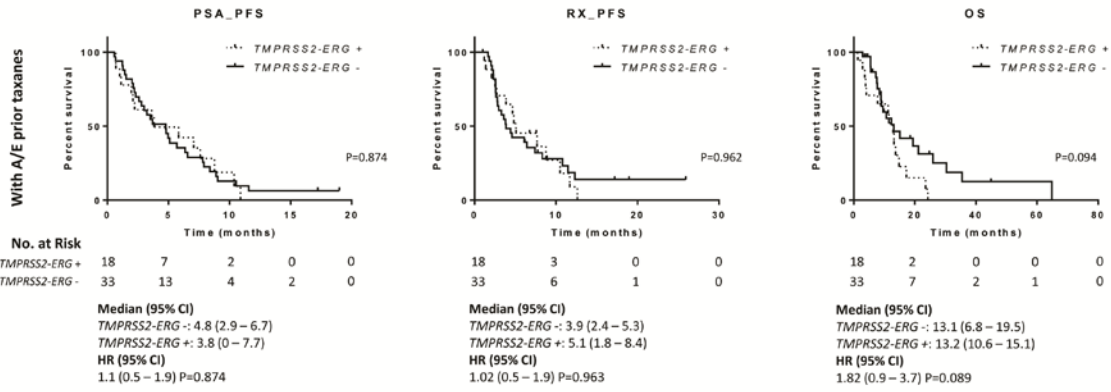 PSA_PFS
With A/E prior taxanes
Percent survival
100
50
0
TMPRSS2-ERG +
TMPRSS2-ERG -
P=0.874
0 5 10 15 20
Time (months)
No. at Risk
TMPRSS2-ERG + 18 7 2 0 0
TMPRSS2-ERG - 33 13 4 2 0
Median (95% CI)
TMPRSS2-ERG -: 4.8 (2.9 – 6.7)
TMPRSS2-ERG +: 3.8 (0 – 7.7)
HR (95% CI)
1.1 (0.5 – 1.9) P=0.874
RX_PFS
Percent survival
100
50
0
TMPRSS2-ERG +
TMPRSS2-ERG -
P=0.962
0 10 20 30
Time (months)
18 3 0 0
33 6 1 0
Median (95% CI)
TMPRSS2-ERG -: 3.9 (2.4 – 5.3)
TMPRSS2-ERG +: 5.1 (1.8 – 8.4)
HR (95% CI)
1.02 (0.5 – 1.9) P=0.963
OS
Percent survival
100
50
0
TMPRSS2-ERG +
TMPRSS2-ERG -
P=0.094
0 20 40 60 80
Time (months)
18 2 0 0 0
33 7 2 1 0
Median (95% CI)
TMPRSS2-ERG -: 13.1 (6.8 – 19.5)
TMPRSS2-ERG +: 13.2 (10.6 – 15.1)
HR (95% CI)
1.82 (0.9 – 3.7) P=0.089